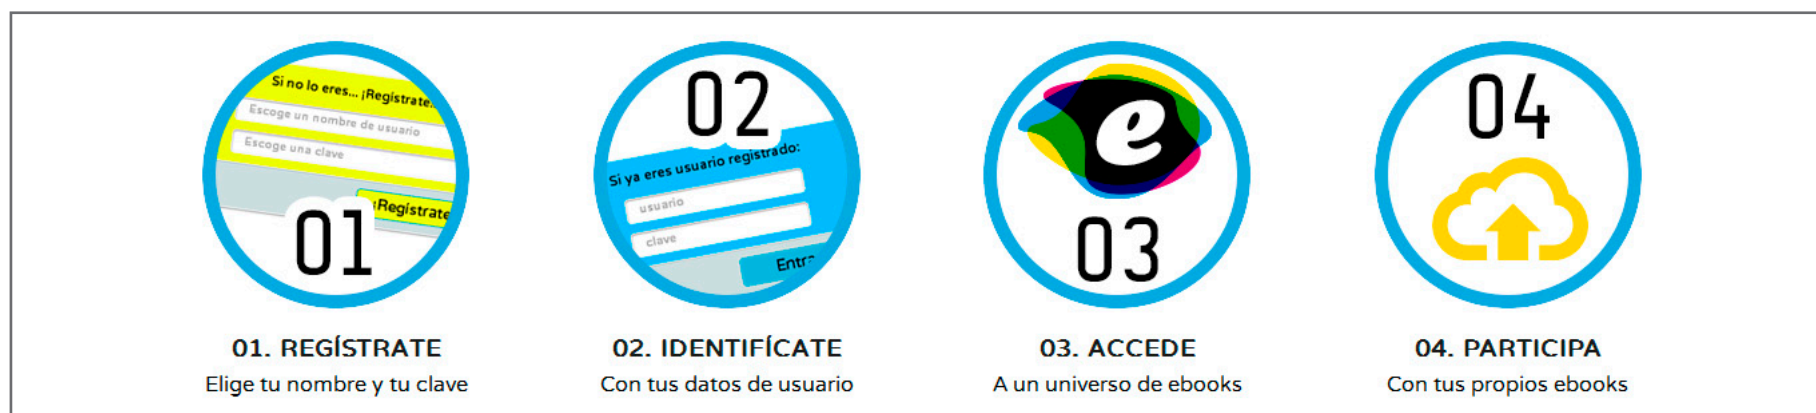 Si no lo eres... ¡Regístrate...
Escoge un nombre de usuario
Escoge una clave
¡Regístrate
01
02
Si ya eres usuario registrado:
usuario
clave
Entra
e
03
04
01. REGÍSTRATE
Elige tu nombre y tu clave
02. IDENTIFÍCATE
Con tus datos de usuario
03. ACCEDE
A un universo de ebooks
04. PARTICIPA
Con tus propios ebooks